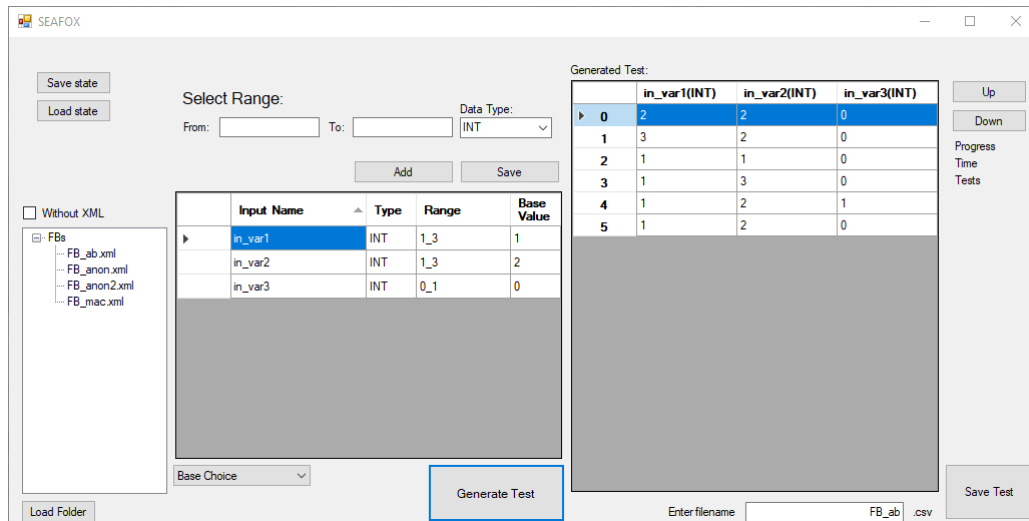 SEAFOX
Save state
Load state
Select Range:
From:
To:
Data Type:
INT
Add
Save
Without XML
FBs
FB_ab.xml
FB_anon.xml
FB_anon2.xml
FB_mac.xml
Load Folder
Input Name Type Range Base Value
in_var1 INT 1_3 1
in_var2 INT 1_3 2
in_var3 INT 0_1 0
Base Choice
Generate Test
Generated Test:
in_var1(INT) in_var2(INT) in_var3(INT)
0 2 2 0
1 3 2 0
2 1 1 0
3 1 3 0
4 1 2 1
5 1 2 0
Up
Down
Progress
Time
Tests
Enter filename FB_ab .csv
Save Test